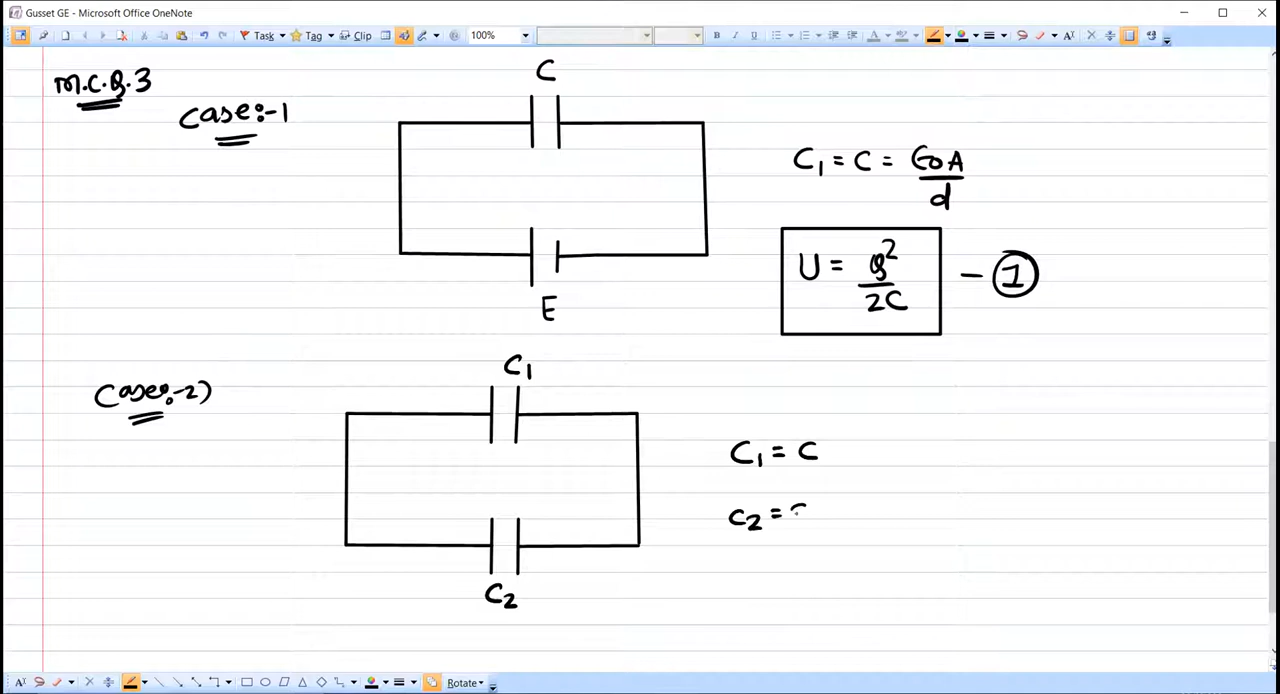 Gusset GE - Microsoft Office OneNote
Task Tag Clip 100%
M.C.Q.3
Case:-1
C
C1 = C = ϵ0A
d
U = Q²
2C
- 1
E
Case:-2)
C1
C1 = C
C2 =
C2
Rotate